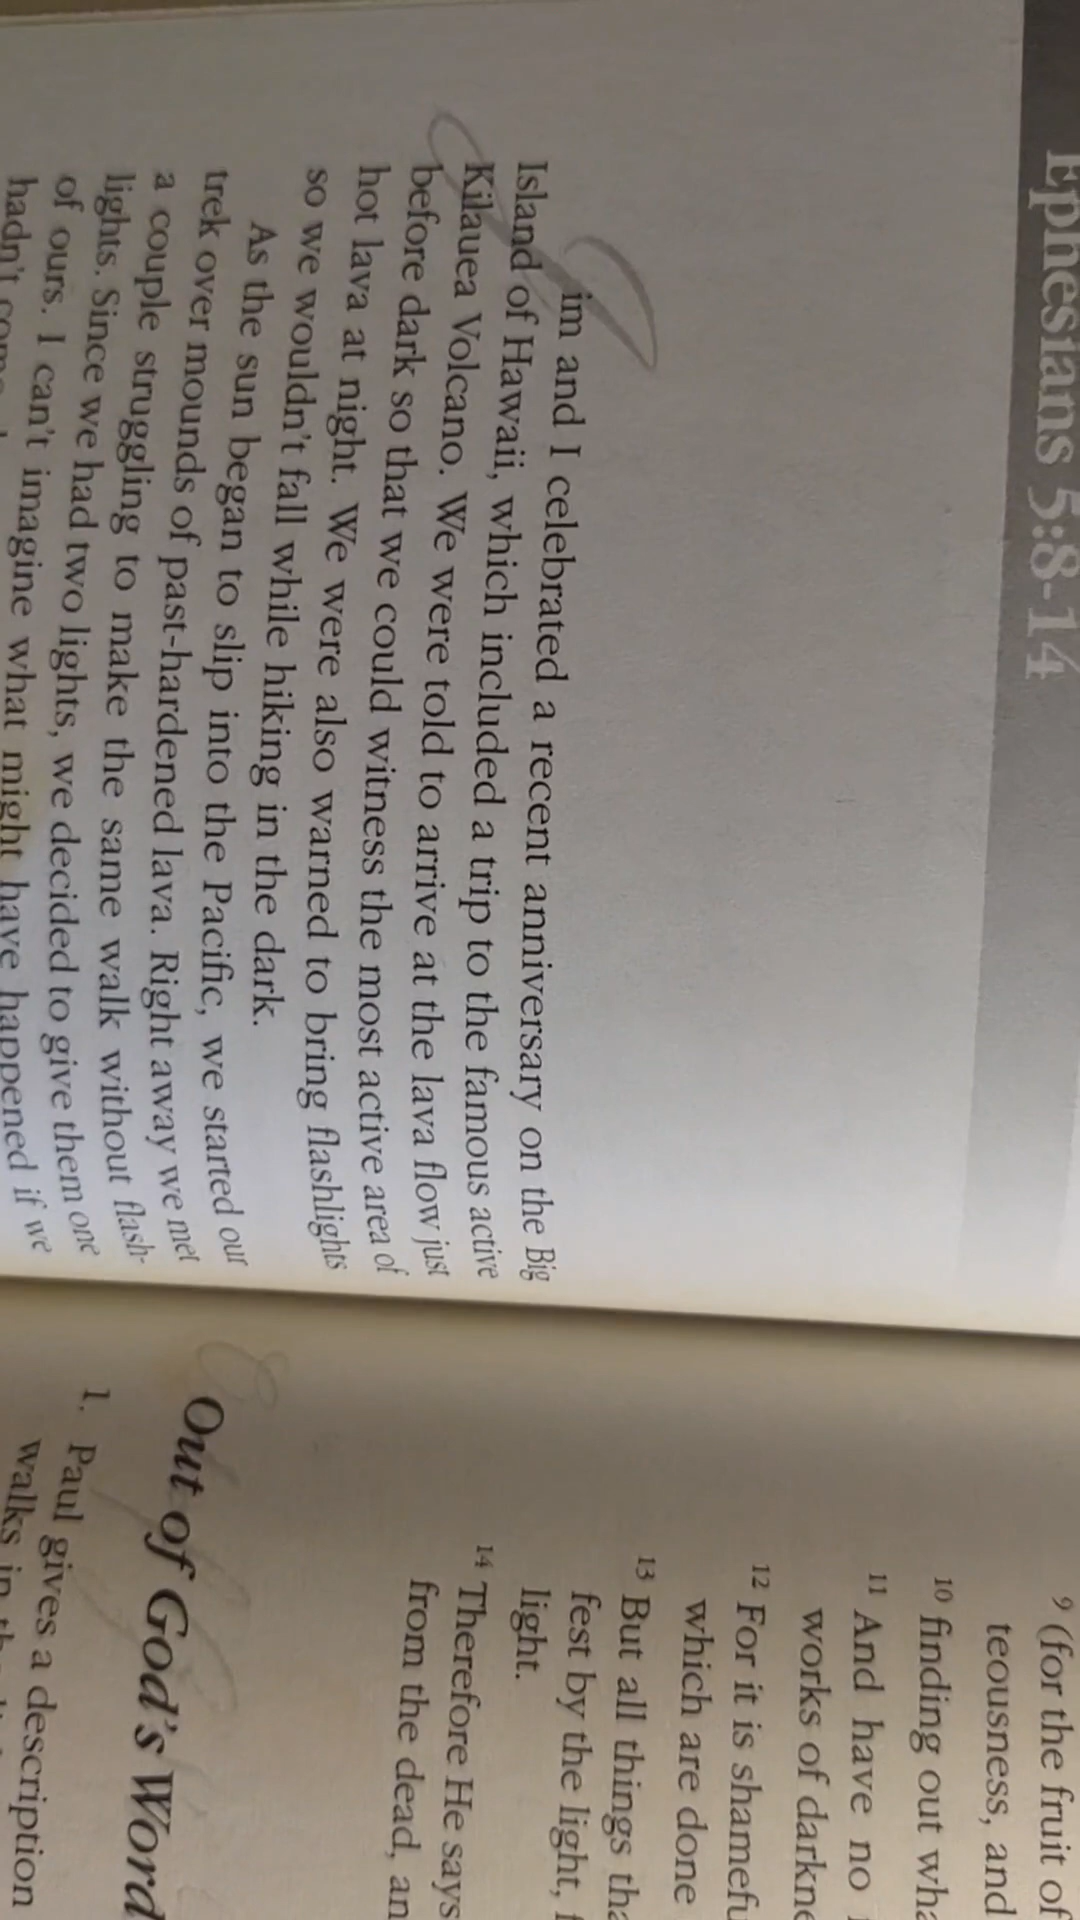 Ephesians 5:8-14
Jim and I celebrated a recent anniversary on the Big
Island of Hawaii, which included a trip to the famous active
Kilauea Volcano. We were told to arrive at the lava flow just
before dark so that we could witness the most active area of
hot lava at night. We were also warned to bring flashlights
so we wouldn't fall while hiking in the dark.
As the sun began to slip into the Pacific, we started our
trek over mounds of past-hardened lava. Right away we met
a couple struggling to make the same walk without flash-
lights. Since we had two lights, we decided to give them one
of ours. I can't imagine what might have happened if we
hadn't
9 (for the fruit of
teousness, and
10 finding out
11 And have no
works of
12 For it is
which are done
13 But all things
fest by the light,
light.
14 Therefore He says
from the dead,
Out of God's Word
1. Paul gives a description
walks in